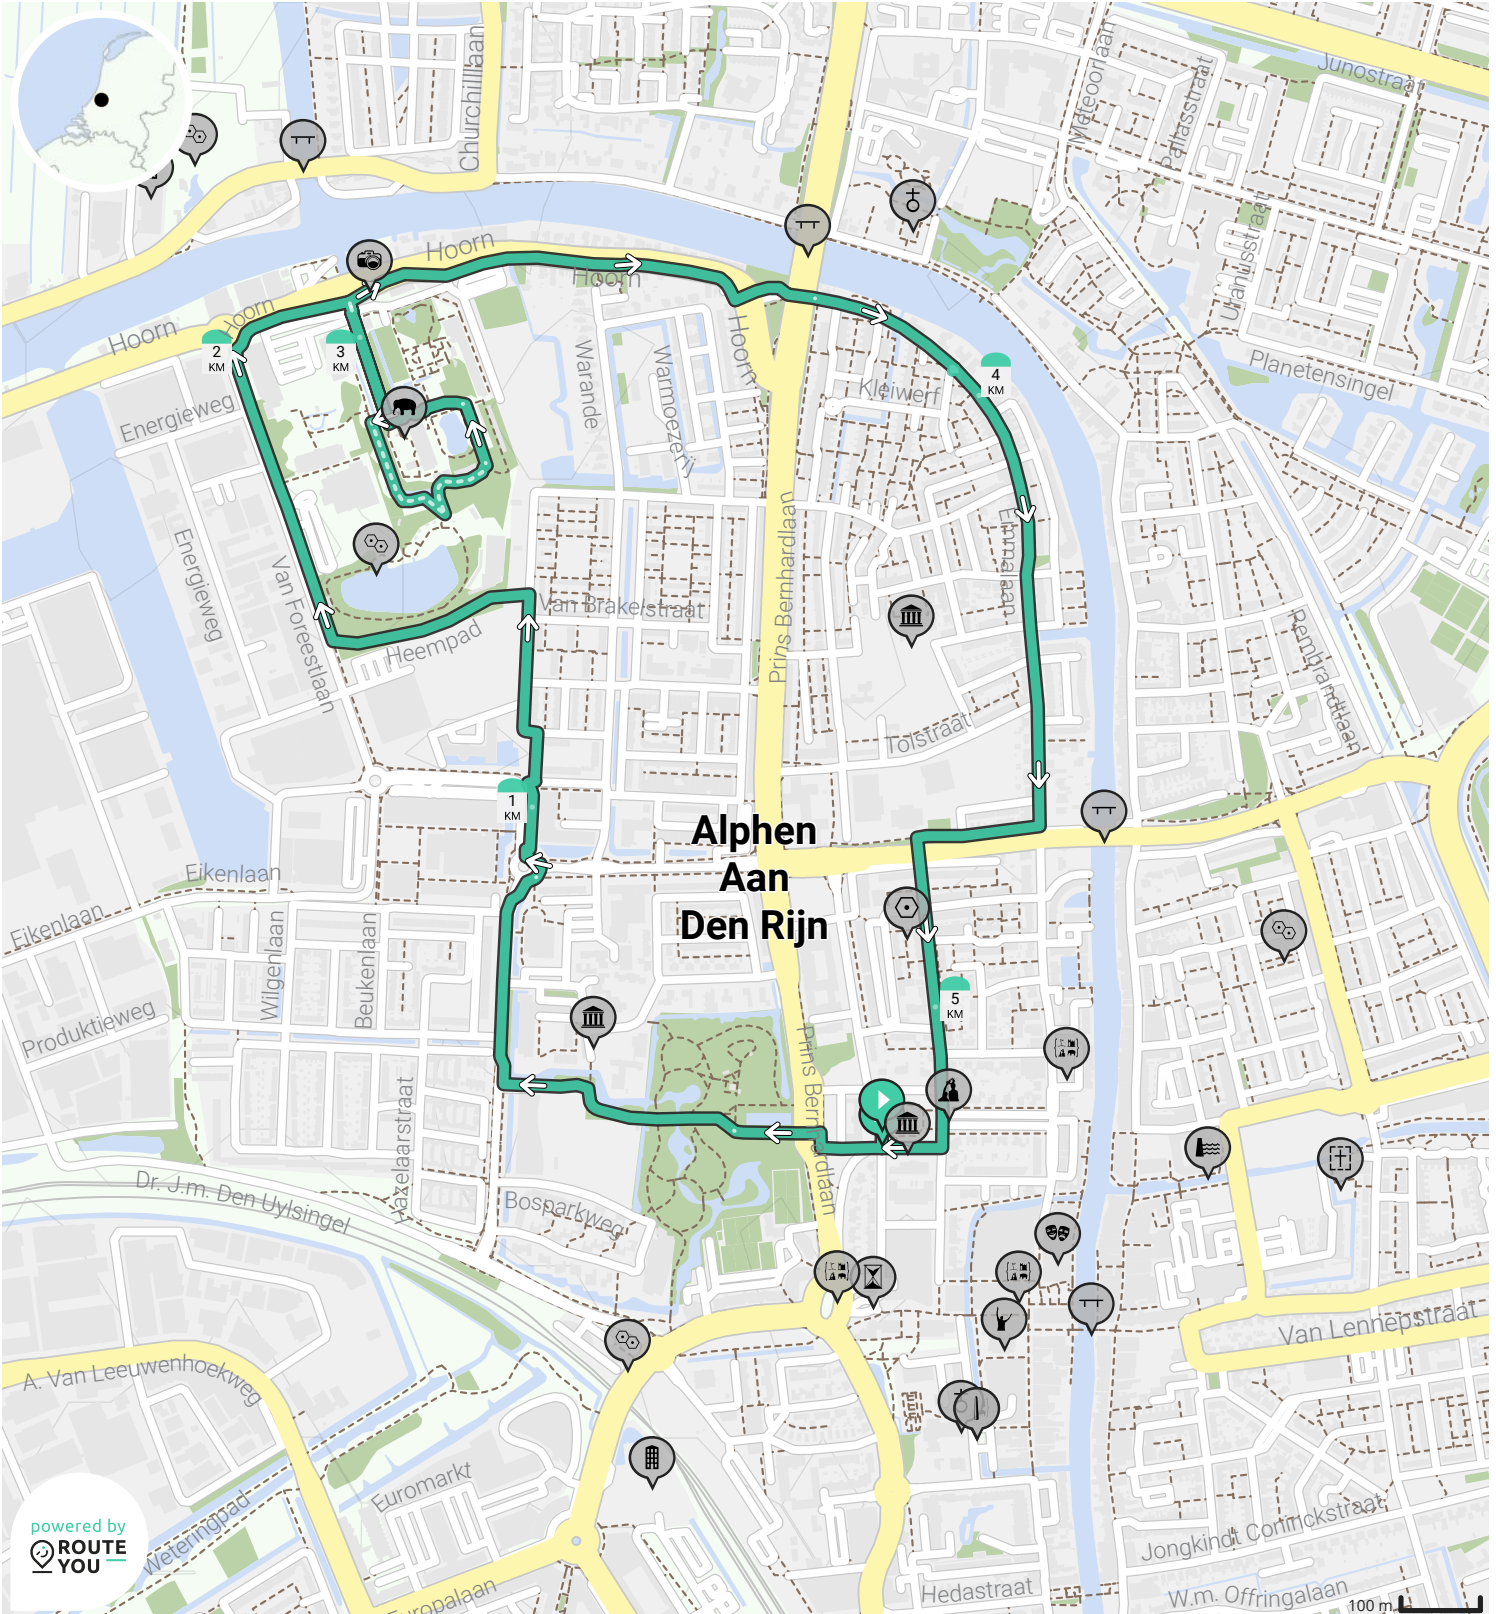 Churchilllaan
Meteoorlaan
Pallasstraat
Junostraat
Uranusstraat
Planetensingel
Hoorn
Hoorn
Hoorn
Hoorn
Hoorn
2
KM
3
KM
4
KM
Energieweg
Warande
Warmoezerij
Kleiwerf
Energieweg
Van Foreestlaan
Heempad
Van Brakelstraat
Prins Bernhardlaan
Emmalaan
Tolstraat
Rembrandtlaan
1
KM
Alphen
Aan
Den Rijn
Eikenlaan
Eikenlaan
Wilgenlaan
Beukenlaan
Produktieweg
5
KM
Prins Bernhardlaan
Hazelaarstraat
Dr. J.m. Den Uylsingel
Bosparkweg
A. Van Leeuwenhoekweg
Van Lennepstraat
Euromarkt
Weteringpad
Europalaan
Jongkindt Coninckstraat
Hedastraat
W.m. Offringalaan
powered by
ROUTE
YOU
100 m